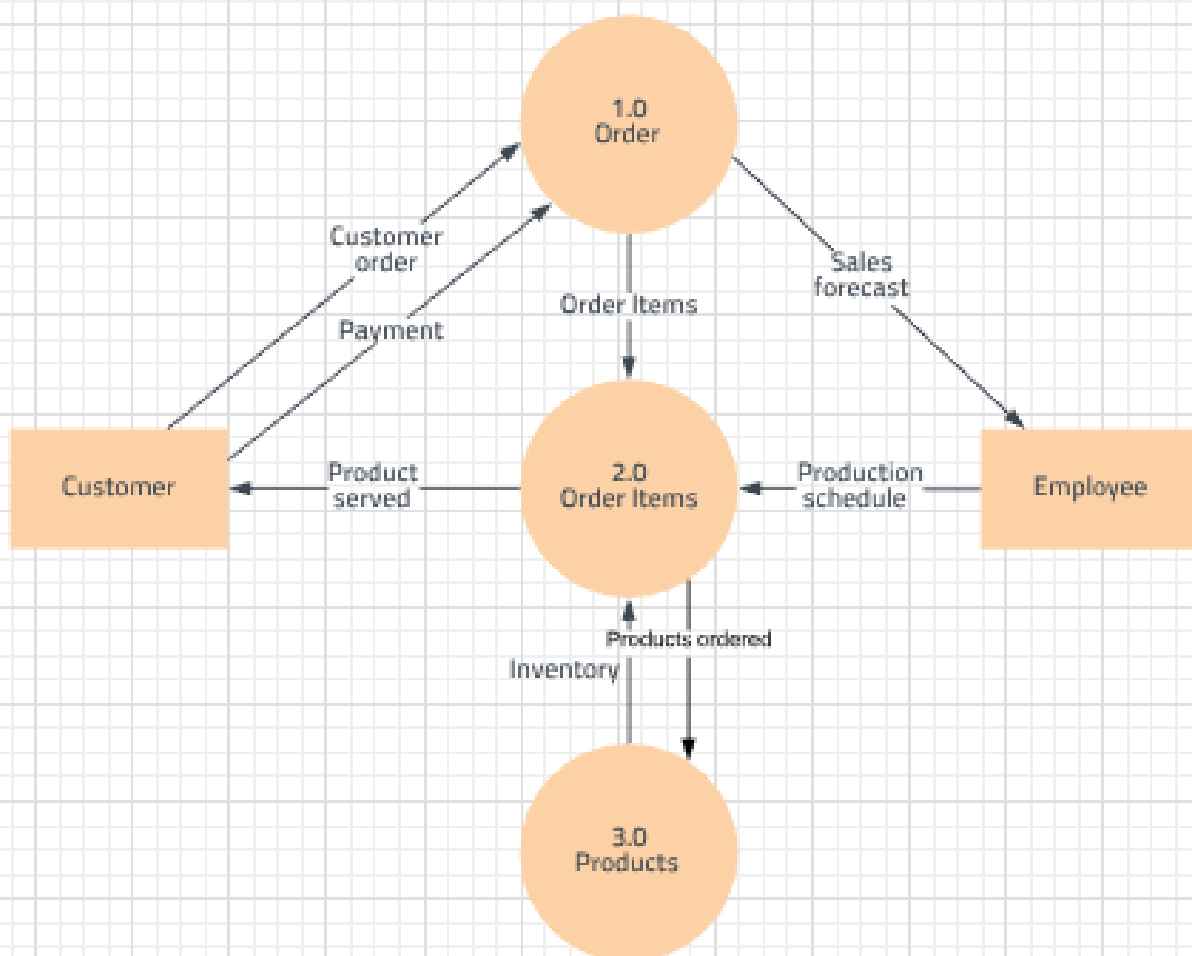 1.0
Order
Customer
order
Sales
forecast
Order Items
Payment
Customer
Product
served
2.0
Order Items
Production
schedule
Employee
Products ordered
Inventory
3.0
Products